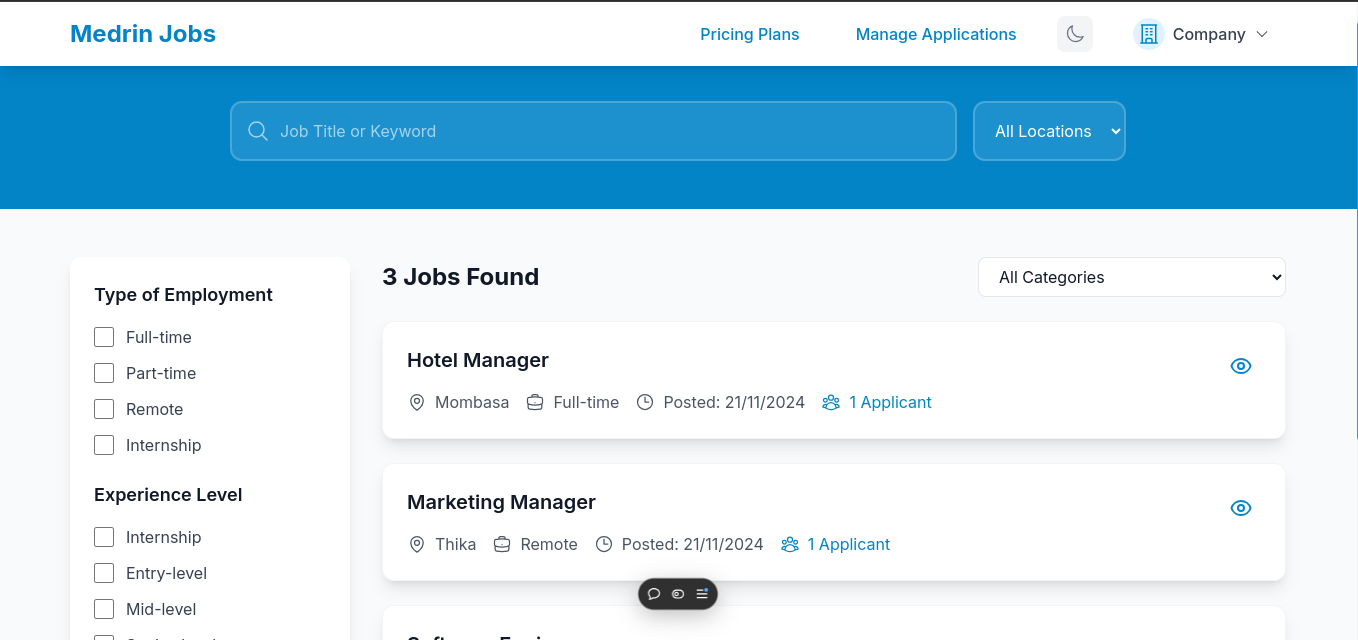 Medrin Jobs
Pricing Plans
Manage Applications
Company
Job Title or Keyword
All Locations
Type of Employment
Full-time
Part-time
Remote
Internship
Experience Level
Internship
Entry-level
Mid-level
3 Jobs Found
All Categories
Hotel Manager
Mombasa Full-time Posted: 21/11/2024 1 Applicant
Marketing Manager
Thika Remote Posted: 21/11/2024 1 Applicant